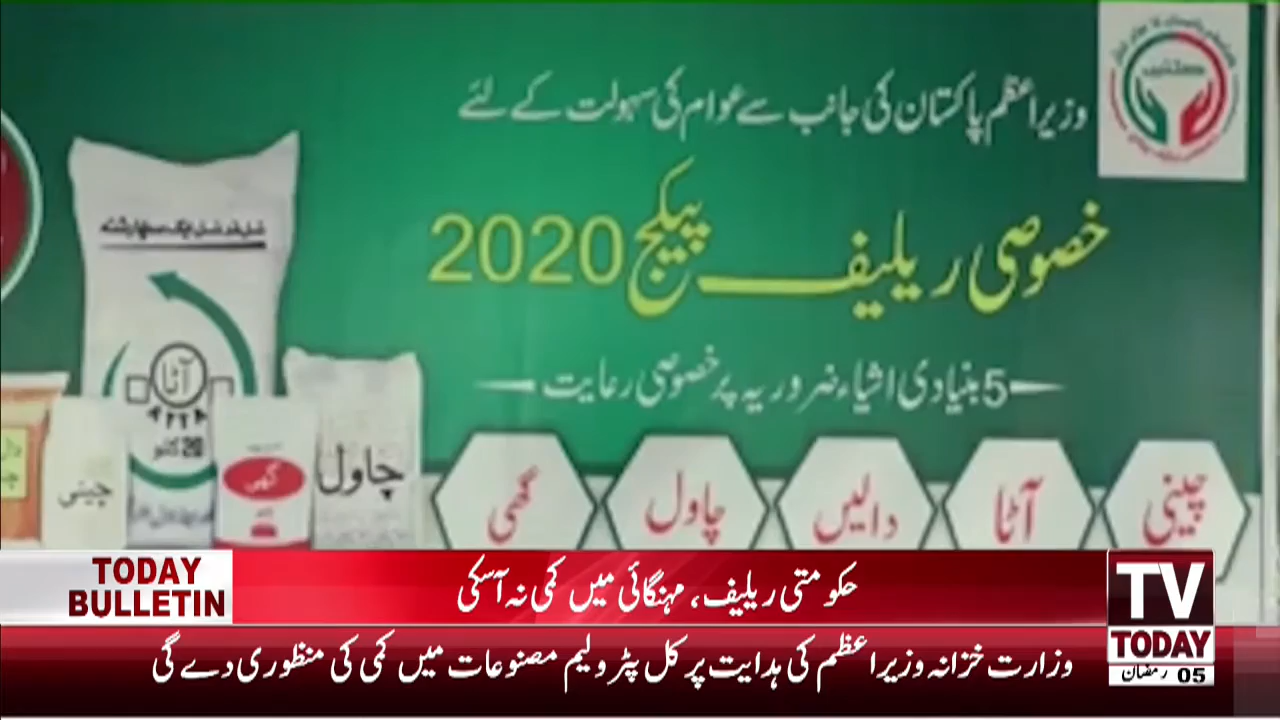 وزیراعظم پاکستان کی جانب سے عوام کی سہولت کے لئے
خصوصی ریلیف پیکج 2020
5 بنیادی اشیاء ضروریہ پر خصوصی رعایت
چینی
آٹا
دالیں
چاول
گھی
آٹا
20 کلو
چینی
گھی
چاول
TODAY
BULLETIN
حکومتی ریلیف، مہنگائی میں کمی نہ آسکی
وزارت خزانہ وزیراعظم کی ہدایت پر کل پٹرولیم مصنوعات میں کمی کی منظوری دے گی
TV
TODAY
05 رمضان